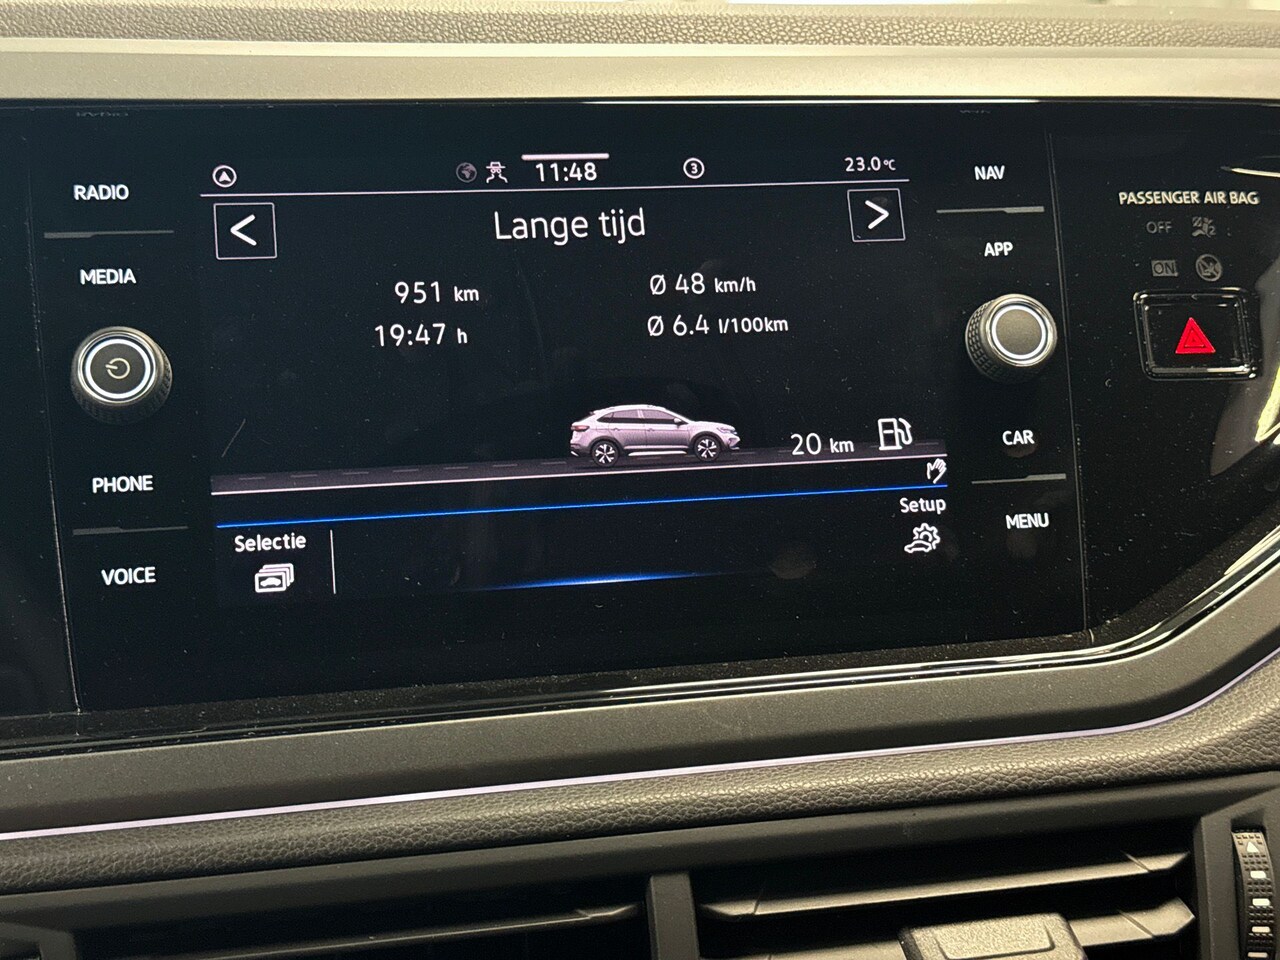 RADIO
MEDIA
PHONE
VOICE
11:48
3
23.0°C
<
Lange tijd
>
951 km
Ø 48 km/h
19:47 h
Ø 6.4 l/100km
20 km
Selectie
Setup
NAV
APP
CAR
MENU
PASSENGER AIR BAG
OFF
ON